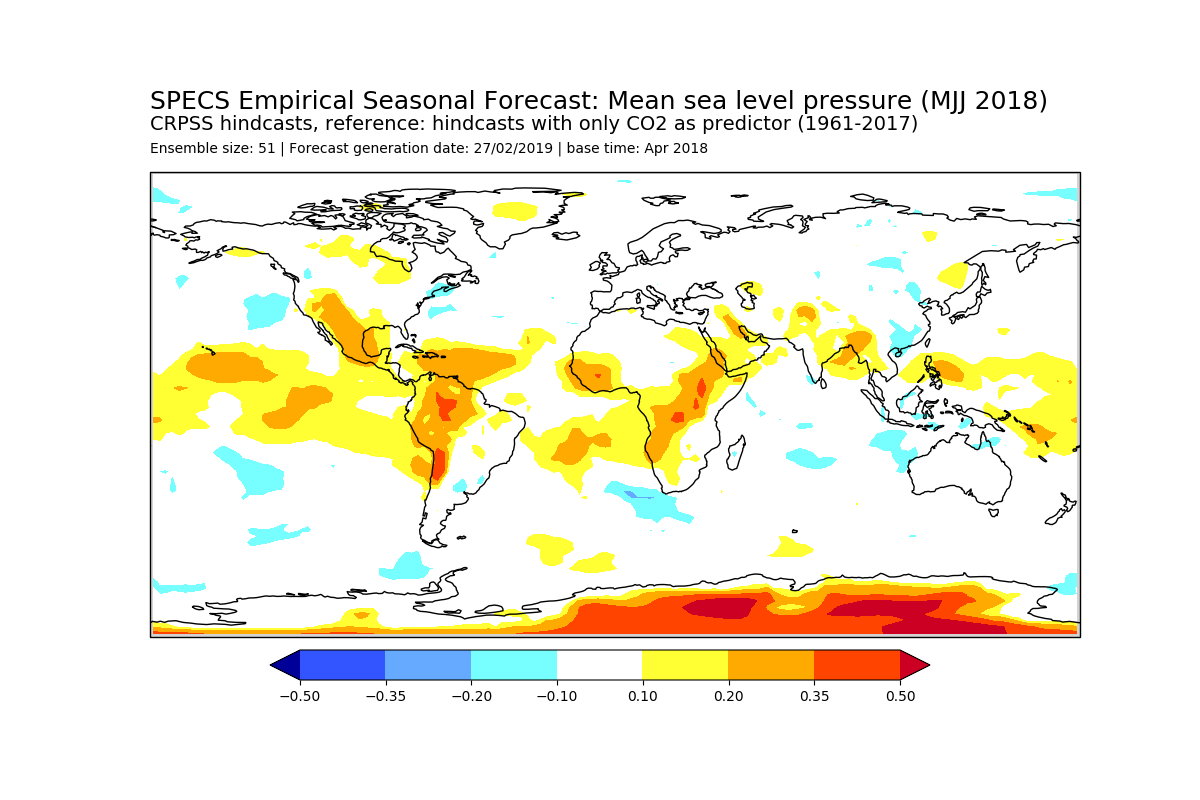 SPECS Empirical Seasonal Forecast: Mean sea level pressure (MJJ 2018)
CRPSS hindcasts, reference: hindcasts with only CO2 as predictor (1961-2017)
Ensemble size: 51 | Forecast generation date: 27/02/2019 | base time: Apr 2018
−0.50 −0.35 −0.20 −0.10 0.10 0.20 0.35 0.50